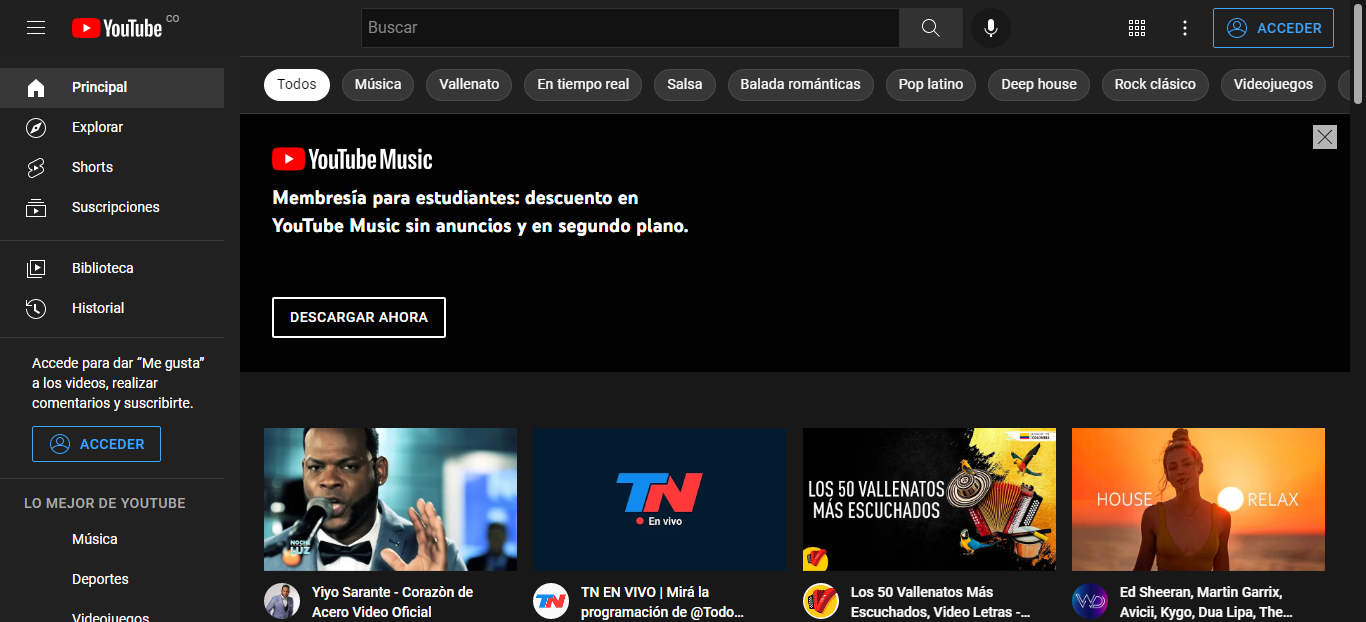 YouTube CO
Buscar
ACCEDER
Principal
Explorar
Shorts
Suscripciones
Biblioteca
Historial
Accede para dar “Me gusta”
a los videos, realizar
comentarios y suscribirte.
ACCEDER
LO MEJOR DE YOUTUBE
Música
Deportes
Videojuegos
Todos
Música
Vallenato
En tiempo real
Salsa
Balada románticas
Pop latino
Deep house
Rock clásico
Videojuegos
YouTube Music
Membresía para estudiantes: descuento en
YouTube Music sin anuncios y en segundo plano.
DESCARGAR AHORA
NOCHE
LUZ
TN
En vivo
COLOMBIA
LOS 50 VALLENATOS
MÁS ESCUCHADOS
HOUSE RELAX
Yiyo Sarante - Corazòn de
Acero Video Oficial
TN
TN EN VIVO | Mirá la
programación de @Todo...
Los 50 Vallenatos Más
Escuchados, Video Letras -...
WD
Ed Sheeran, Martin Garrix,
Avicii, Kygo, Dua Lipa, The...